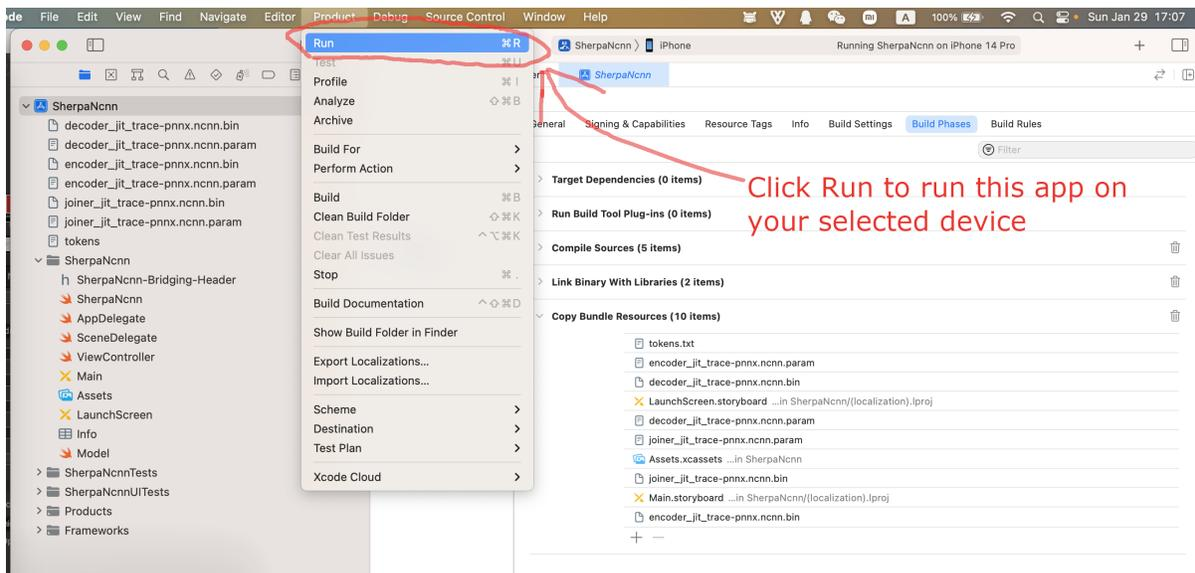 ode File Edit View Find Navigate Editor Product Debug Source Control Window Help A 100% Sun Jan 29 17:07
SherpaNcnn 〉 iPhone Running SherpaNcnn on iPhone 14 Pro
SherpaNcnn
General Signing & Capabilities Resource Tags Info Build Settings Build Phases Build Rules
Filter
SherpaNcnn
decoder_jit_trace-pnnx.ncnn.bin
decoder_jit_trace-pnnx.ncnn.param
encoder_jit_trace-pnnx.ncnn.bin
encoder_jit_trace-pnnx.ncnn.param
joiner_jit_trace-pnnx.ncnn.bin
joiner_jit_trace-pnnx.ncnn.param
tokens
SherpaNcnn
h SherpaNcnn-Bridging-Header
SherpaNcnn
AppDelegate
SceneDelegate
ViewController
Main
Assets
LaunchScreen
Info
Model
SherpaNcnnTests
SherpaNcnnUITests
Products
Frameworks
Run ⌘R
Test ⌘U
Profile ⌘I
Analyze ⇧⌘B
Archive
Build For
Perform Action
Build ⌘B
Clean Build Folder ⇧⌘K
Clean Test Results ^⌥⌘K
Clear All Issues
Stop ⌘.
Build Documentation ^⇧⌘D
Show Build Folder in Finder
Export Localizations...
Import Localizations...
Scheme
Destination
Test Plan
Xcode Cloud
Target Dependencies (0 items)
Run Build Tool Plug-ins (0 items)
Compile Sources (5 items)
Link Binary With Libraries (2 items)
Copy Bundle Resources (10 items)
tokens.txt
encoder_jit_trace-pnnx.ncnn.param
decoder_jit_trace-pnnx.ncnn.bin
LaunchScreen.storyboard ...in SherpaNcnn/(localization).lproj
decoder_jit_trace-pnnx.ncnn.param
joiner_jit_trace-pnnx.ncnn.param
Assets.xcassets ...in SherpaNcnn
joiner_jit_trace-pnnx.ncnn.bin
Main.storyboard ...in SherpaNcnn/(localization).lproj
encoder_jit_trace-pnnx.ncnn.bin
Click Run to run this app on
your selected device